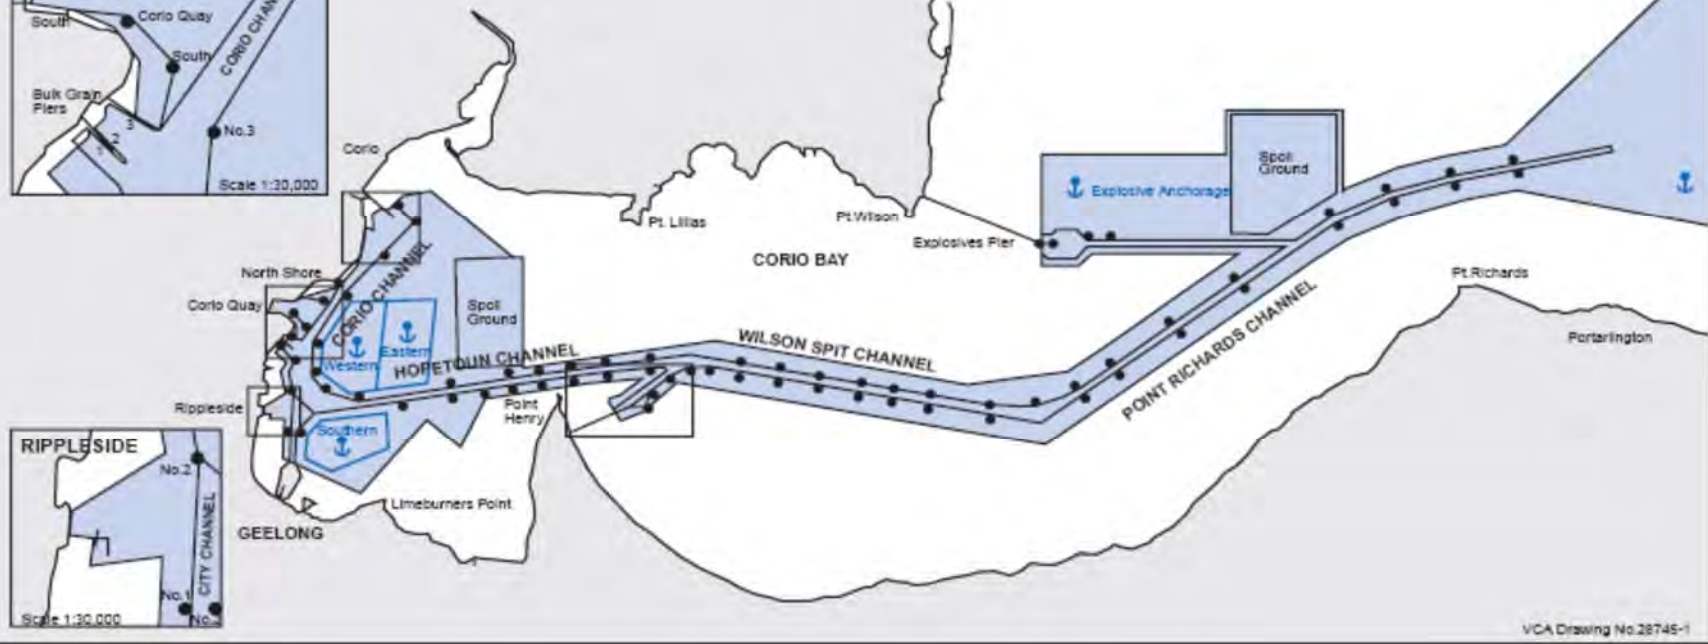 South
Corio Quay
South
CORIO CHAN
Bulk Grain
Piers
3
2
1
No.3
Scale 1:30,000
Corio
Pt. Lillias
Pt.Wilson
Explosives Pier
Explosive Anchorage
Spoil
Ground
CORIO BAY
North Shore
Corio Quay
CORIO CHANNEL
Spoil
Ground
Western
Eastern
HOPETOUN CHANNEL
WILSON SPIT CHANNEL
POINT RICHARDS CHANNEL
Pt.Richards
Portarlington
Rippleside
Point
Henry
Southern
Limeburners Point
GEELONG
RIPPLESIDE
No.2
CITY CHANNEL
No.1
Scale 1:30,000
VCA Drawing No.28745-1